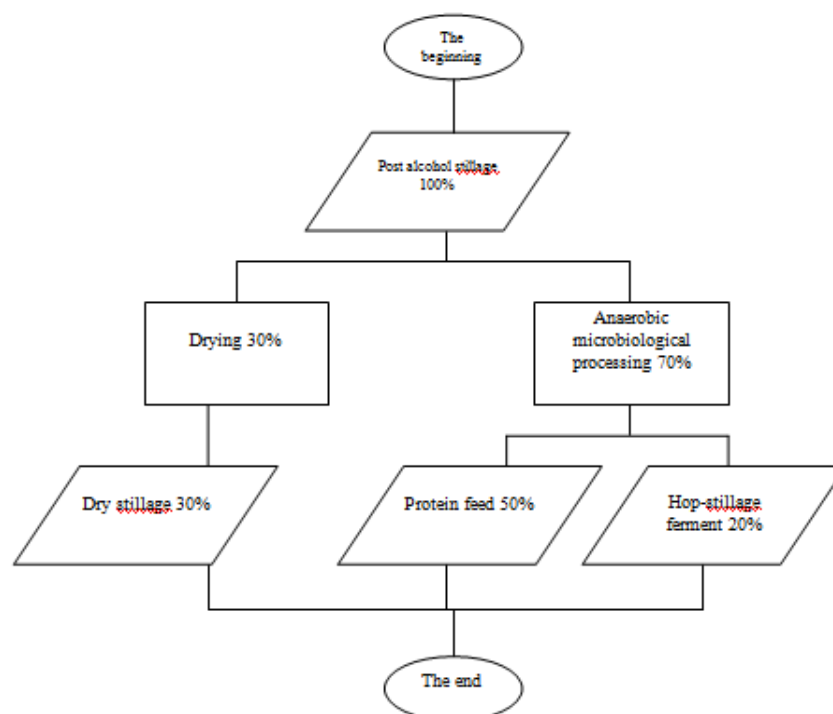 The
beginning
Post alcohol stillage
100%
Drying 30%
Anaerobic
microbiological
processing 70%
Dry stillage 30%
Protein feed 50%
Hop-stillage
ferment 20%
The end